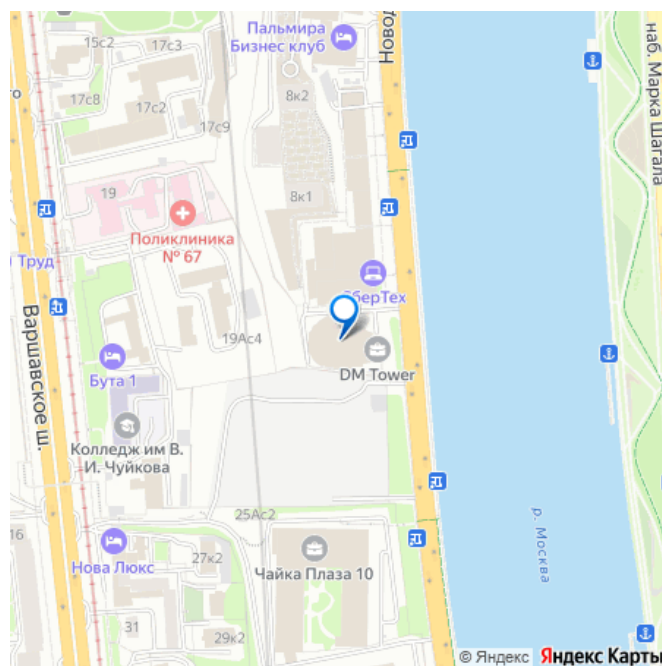 Пальмира
Бизнес клуб
Новод
наб. Марка Шагала
15с2
17с3
17с8
17с2
17с9
8к2
19
8к1
Поликлиника
№ 67
Труд
СберТех
19Ас4
Варшавское ш.
Бута 1
DM Tower
Колледж им В.
И. Чуйкова
25Ас2
16
р. Москва
27к2
Нова Люкс
Чайка Плаза 10
31
29к2
© Яндекс Яндекс Карты